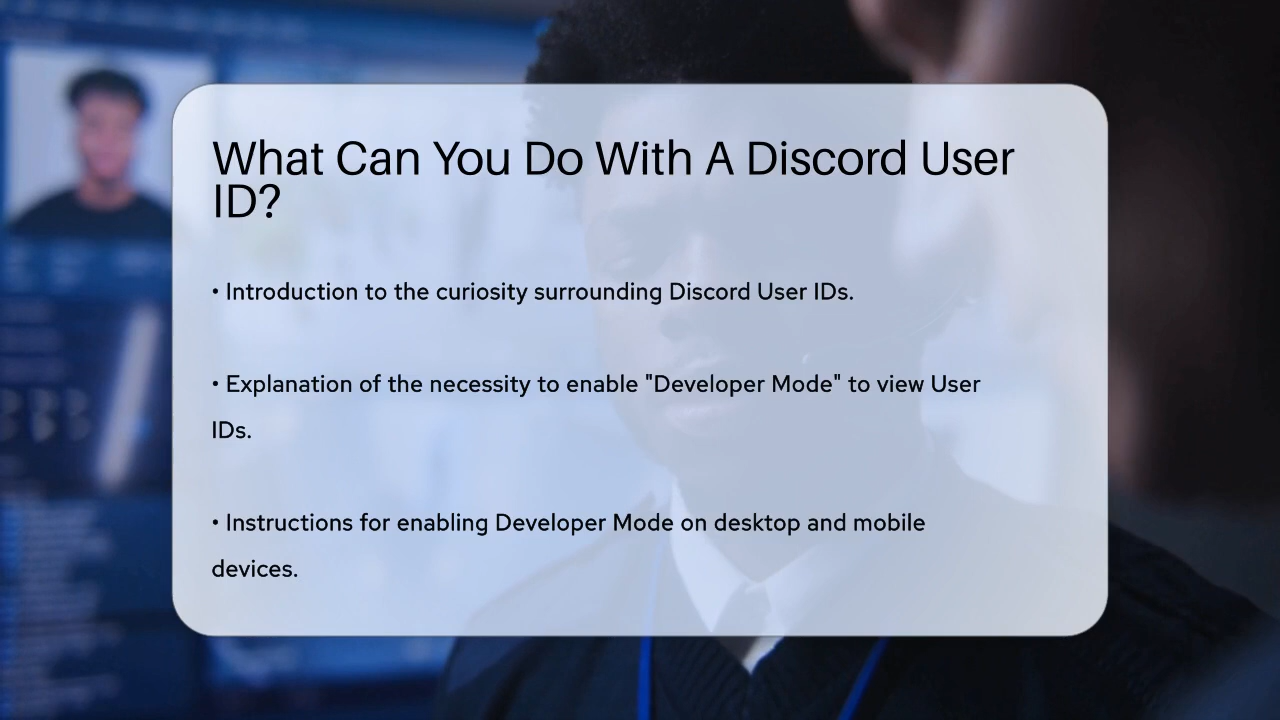 What Can You Do With A Discord User
ID?
• Introduction to the curiosity surrounding Discord User IDs.
• Explanation of the necessity to enable "Developer Mode" to view User
IDs.
• Instructions for enabling Developer Mode on desktop and mobile
devices.